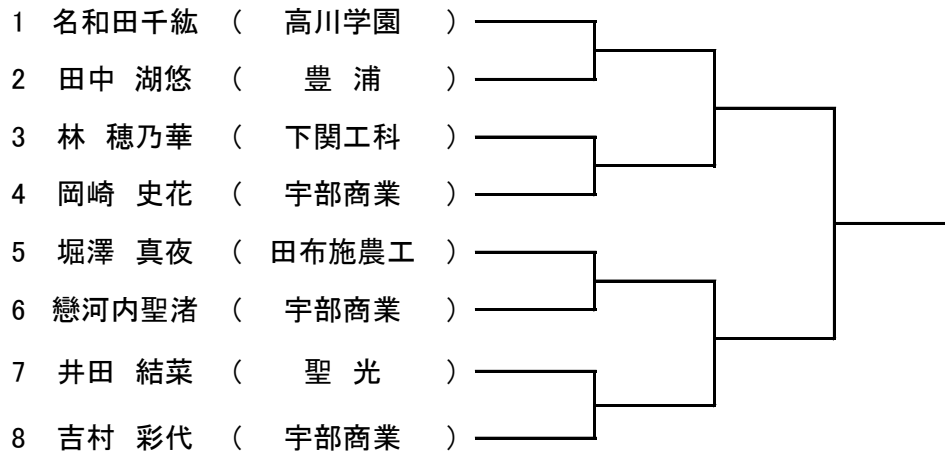 1 名和田千紘 ( 高川学園 )
2 田中 湖悠 ( 豊 浦 )
3 林 穂乃華 ( 下関工科 )
4 岡崎 史花 ( 宇部商業 )
5 堀澤 真夜 ( 田布施農工 )
6 戀河内聖渚 ( 宇部商業 )
7 井田 結菜 ( 聖 光 )
8 吉村 彩代 ( 宇部商業 )